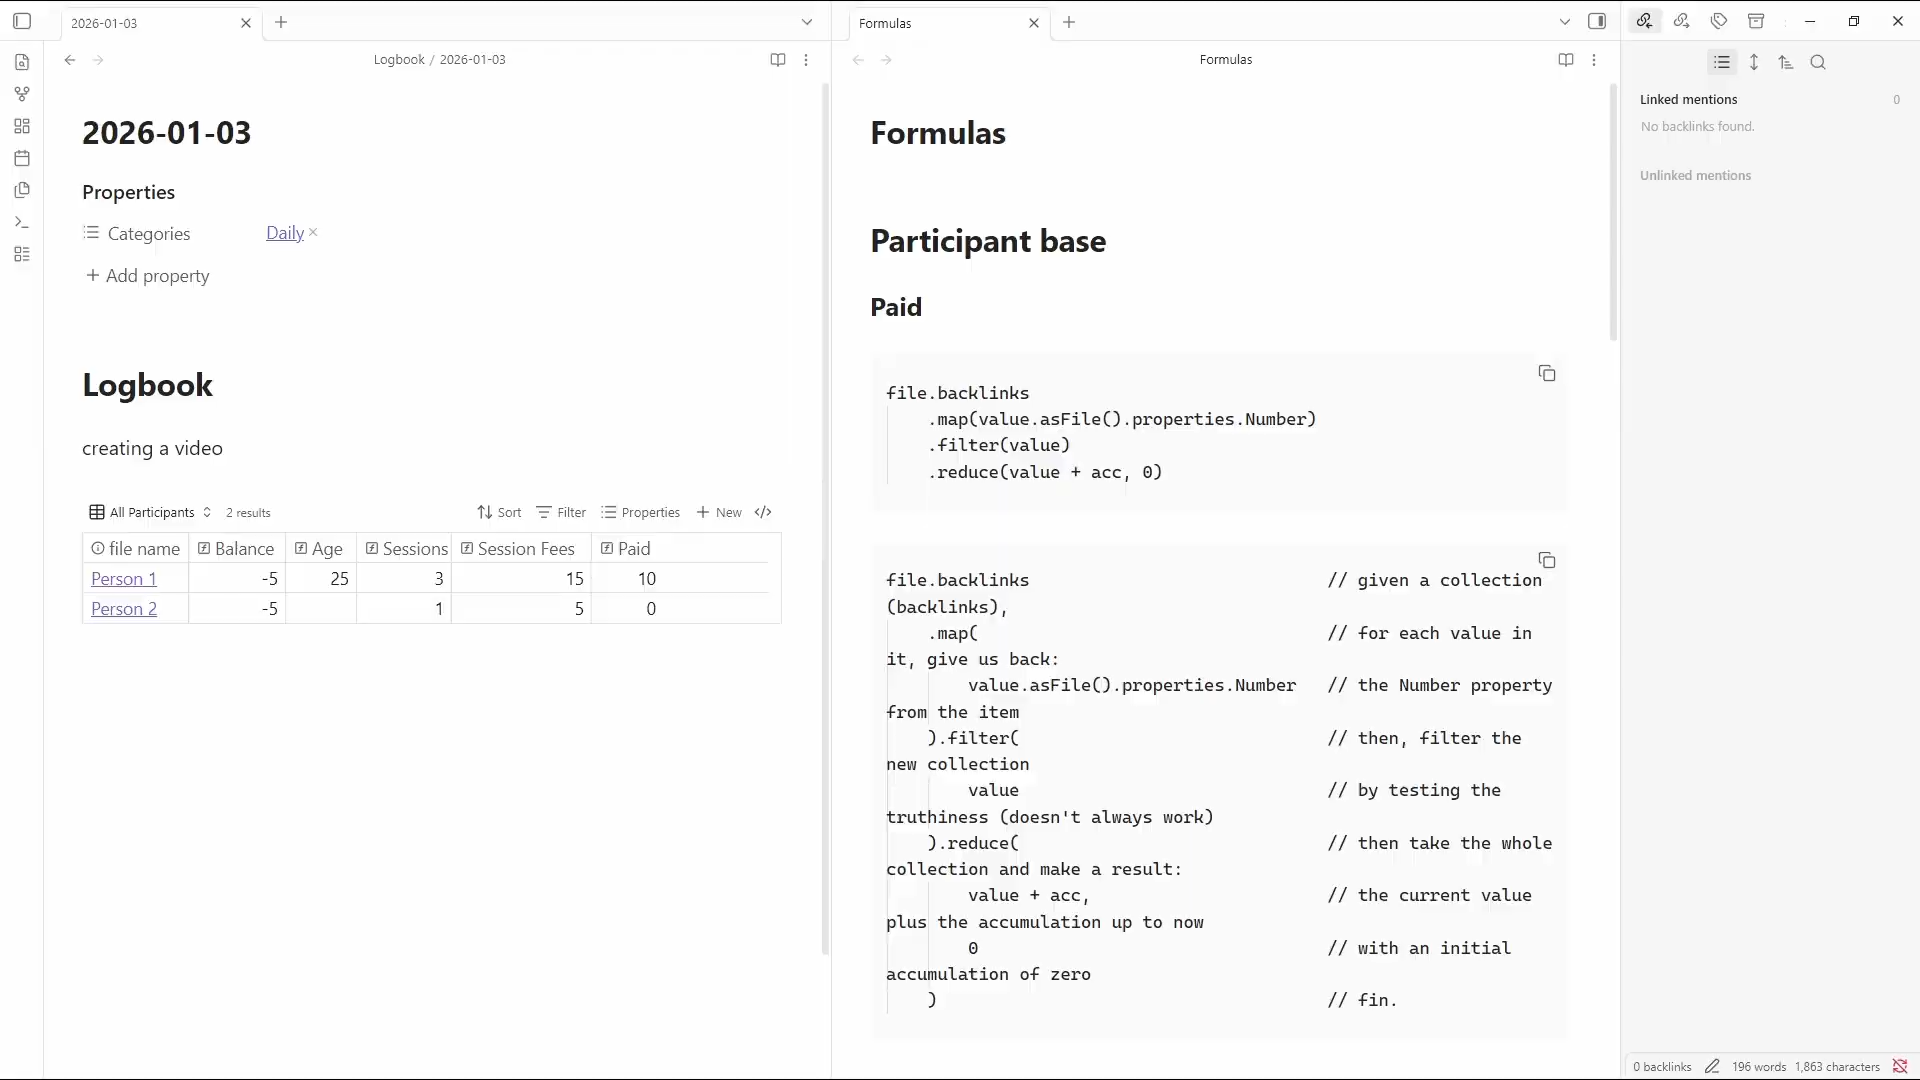 2026-01-03
Formulas
Logbook / 2026-01-03
Formulas
2026-01-03
Properties
Categories
Daily
Add property
Logbook
creating a video
All Participants
2 results
Sort
Filter
Properties
New
file name Balance Age Sessions Session Fees Paid
Person 1 -5 25 3 15 10
Person 2 -5 1 5 0
Formulas
Participant base
Paid
file.backlinks
.map(value.asFile().properties.Number)
.filter(value)
.reduce(value + acc, 0)
file.backlinks // given a collection
(backlinks),
.map( // for each value in
it, give us back:
value.asFile().properties.Number // the Number property
from the item
).filter( // then, filter the
new collection
value // by testing the
truthiness (doesn't always work)
).reduce( // then take the whole
collection and make a result:
value + acc, // the current value
plus the accumulation up to now
0 // with an initial
accumulation of zero
) // fin.
Linked mentions 0
No backlinks found.
Unlinked mentions
0 backlinks 196 words 1,863 characters